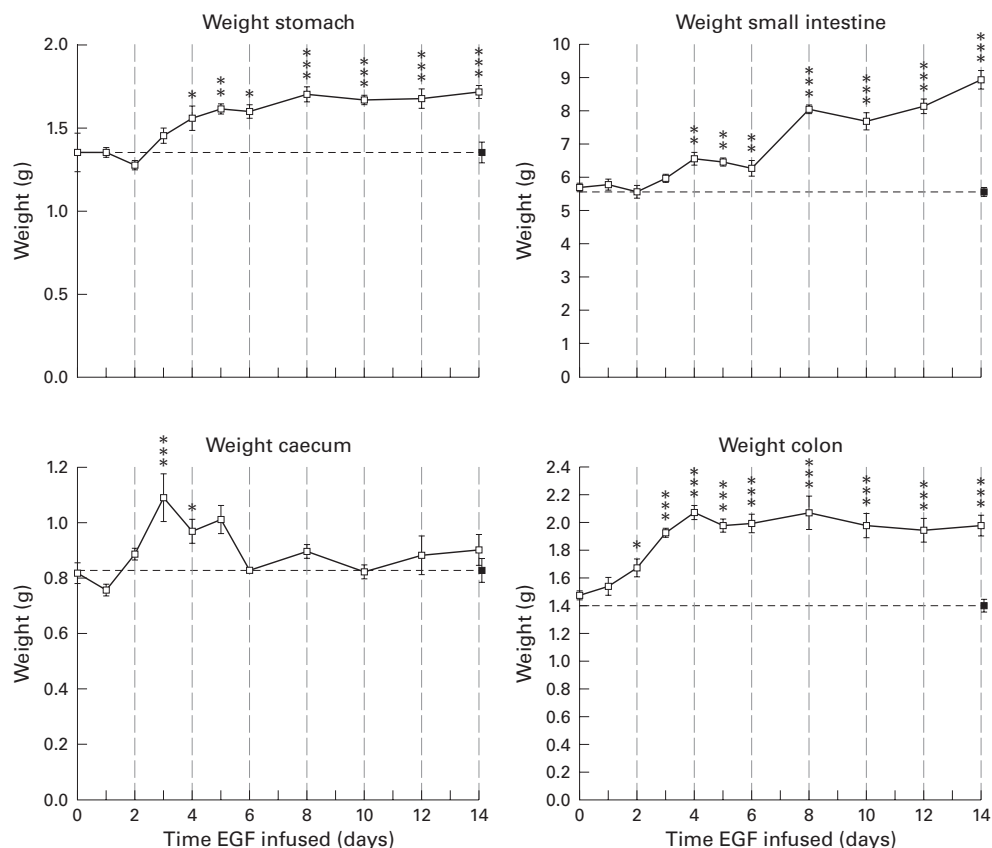 Weight stomach
2.0
1.5
1.0
0.5
0.0
Weight (g)
* ** * *** *** *** ***
Weight small intestine
10
9
8
7
6
5
4
3
2
1
0
Weight (g)
** ** ** *** *** *** ***
Weight caecum
1.2
1.0
0.8
0.6
0.4
0.2
0.0
Weight (g)
*** *
0 2 4 6 8 10 12 14
Time EGF infused (days)
Weight colon
2.4
2.2
2.0
1.8
1.6
1.4
1.2
1.0
0.8
0.6
0.4
0.2
0.0
Weight (g)
* *** *** *** *** *** *** *** ***
0 2 4 6 8 10 12 14
Time EGF infused (days)